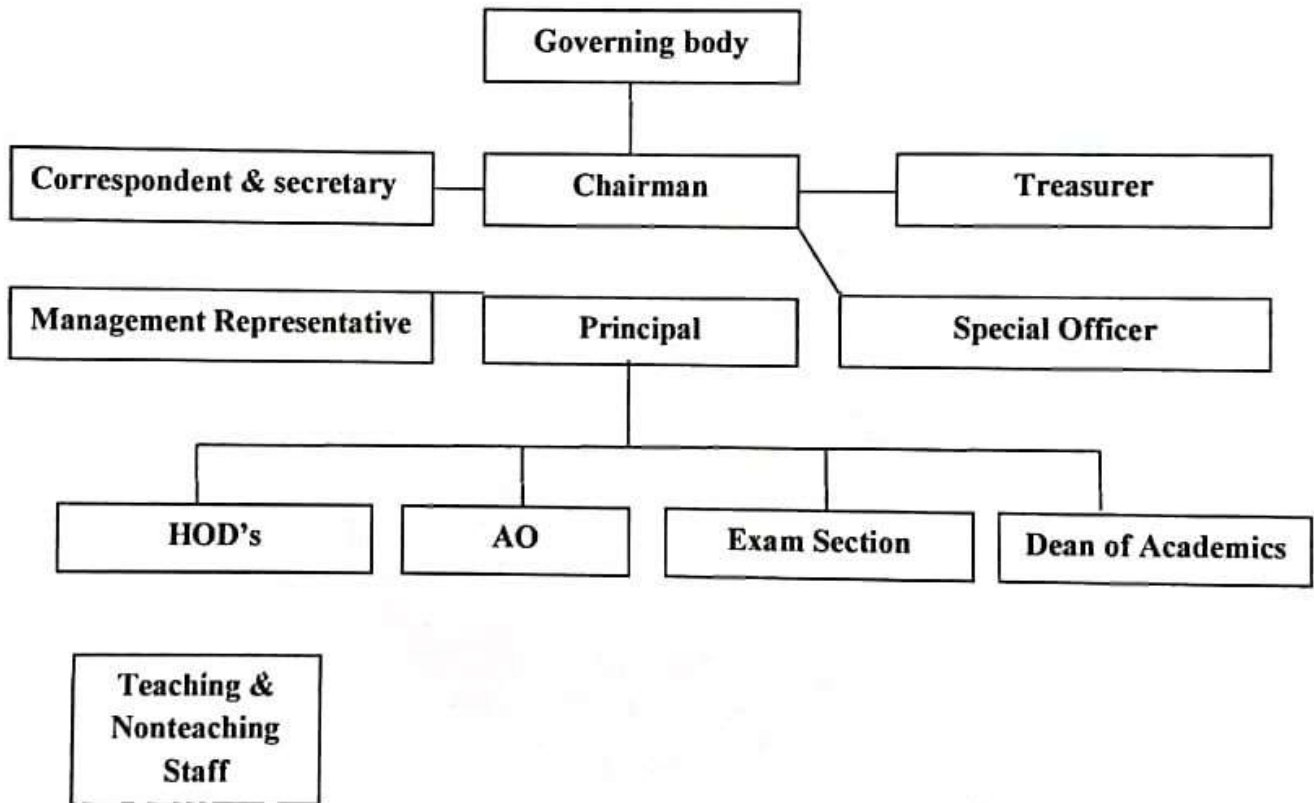 Governing body
Correspondent & secretary
Chairman
Treasurer
Management Representative
Principal
Special Officer
HOD's
AO
Exam Section
Dean of Academics
Teaching &
Nonteaching
Staff